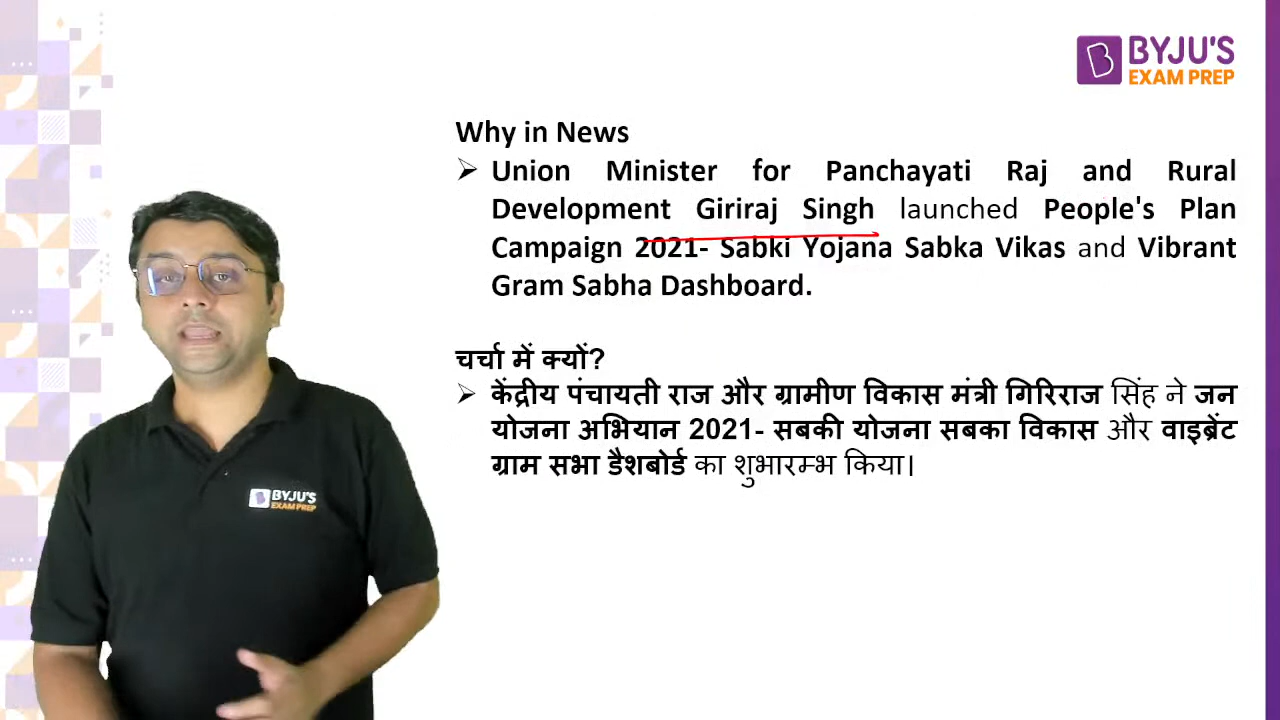 BYJU'S
EXAM PREP
Why in News
➢ Union Minister for Panchayati Raj and Rural
Development Giriraj Singh launched People's Plan
Campaign 2021- Sabki Yojana Sabka Vikas and Vibrant
Gram Sabha Dashboard.
चर्चा में क्यों?
➢ केंद्रीय पंचायती राज और ग्रामीण विकास मंत्री गिरिराज सिंह ने जन
योजना अभियान 2021- सबकी योजना सबका विकास और वाइब्रेंट
ग्राम सभा डैशबोर्ड का शुभारम्भ किया।
BYJU'S
EXAM PREP